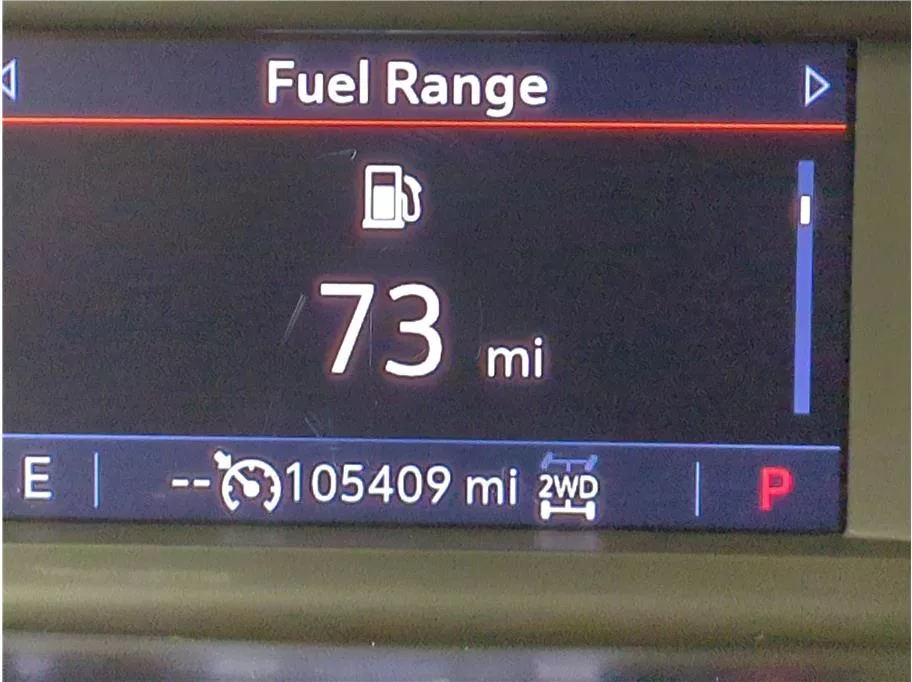 Fuel Range
73 mi
E -- 105409 mi 2WD P